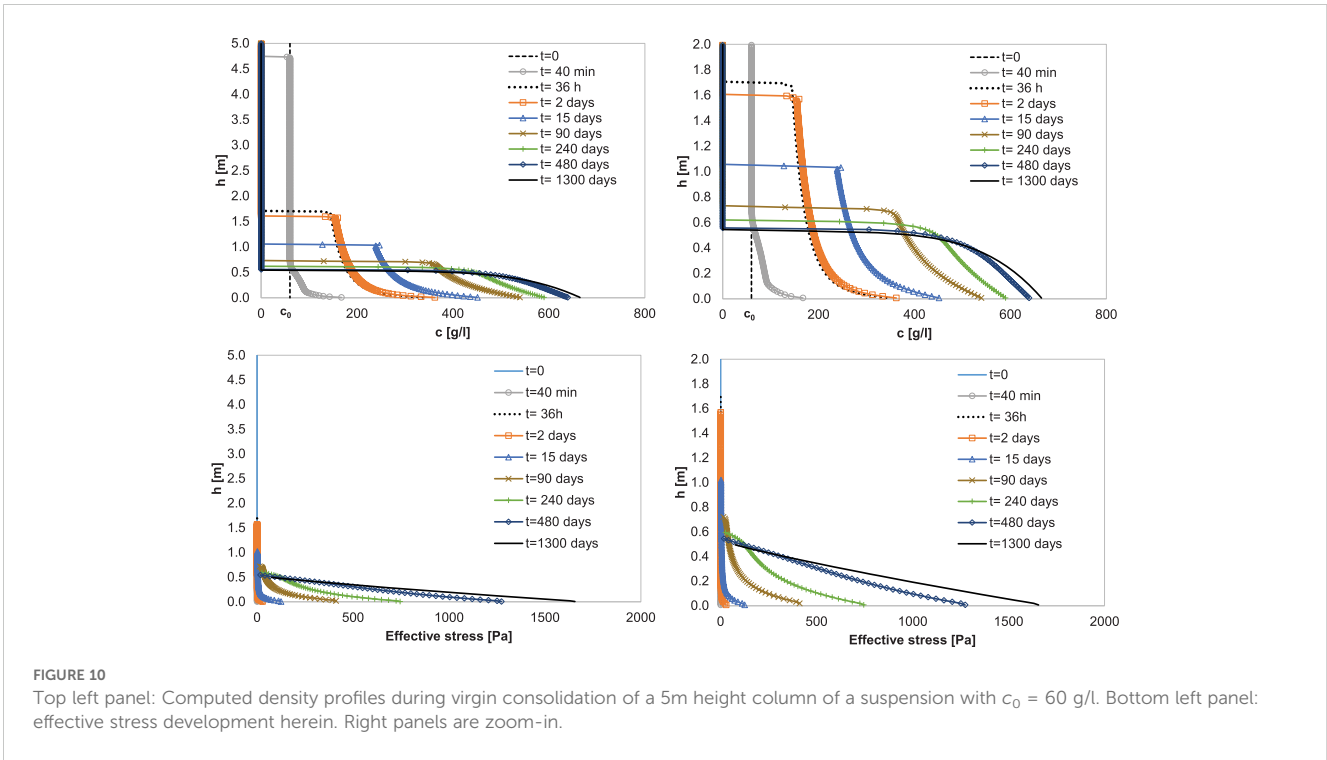 5.0
4.5
4.0
3.5
3.0
2.5
2.0
1.5
1.0
0.5
0.0
h [m]
0 c₀ 200 400 600 800
c [g/l]
t=0
t= 40 min
t= 36 h
t= 2 days
t= 15 days
t= 90 days
t= 240 days
t= 480 days
t= 1300 days
2.0
1.8
1.6
1.4
1.2
1.0
0.8
0.6
0.4
0.2
0.0
h [m]
0 c₀ 200 400 600 800
c [g/l]
t=0
t= 40 min
t= 36 h
t= 2 days
t= 15 days
t= 90 days
t= 240 days
t= 480 days
t= 1300 days
5.0
4.5
4.0
3.5
3.0
2.5
2.0
1.5
1.0
0.5
0.0
h [m]
0 500 1000 1500 2000
Effective stress [Pa]
t=0
t=40 min
t= 36h
t=2 days
t= 15 days
t=90 days
t= 240 days
t=480 days
t=1300 days
2.0
1.8
1.6
1.4
1.2
1.0
0.8
0.6
0.4
0.2
0.0
h [m]
0 500 1000 1500 2000
Effective stress [Pa]
t=0
t=40 min
t= 36h
t=2 days
t= 15 days
t=90 days
t= 240 days
t=480 days
t=1300 days
FIGURE 10
Top left panel: Computed density profiles during virgin consolidation of a 5m height column of a suspension with c₀ = 60 g/l. Bottom left panel:
effective stress development herein. Right panels are zoom-in.